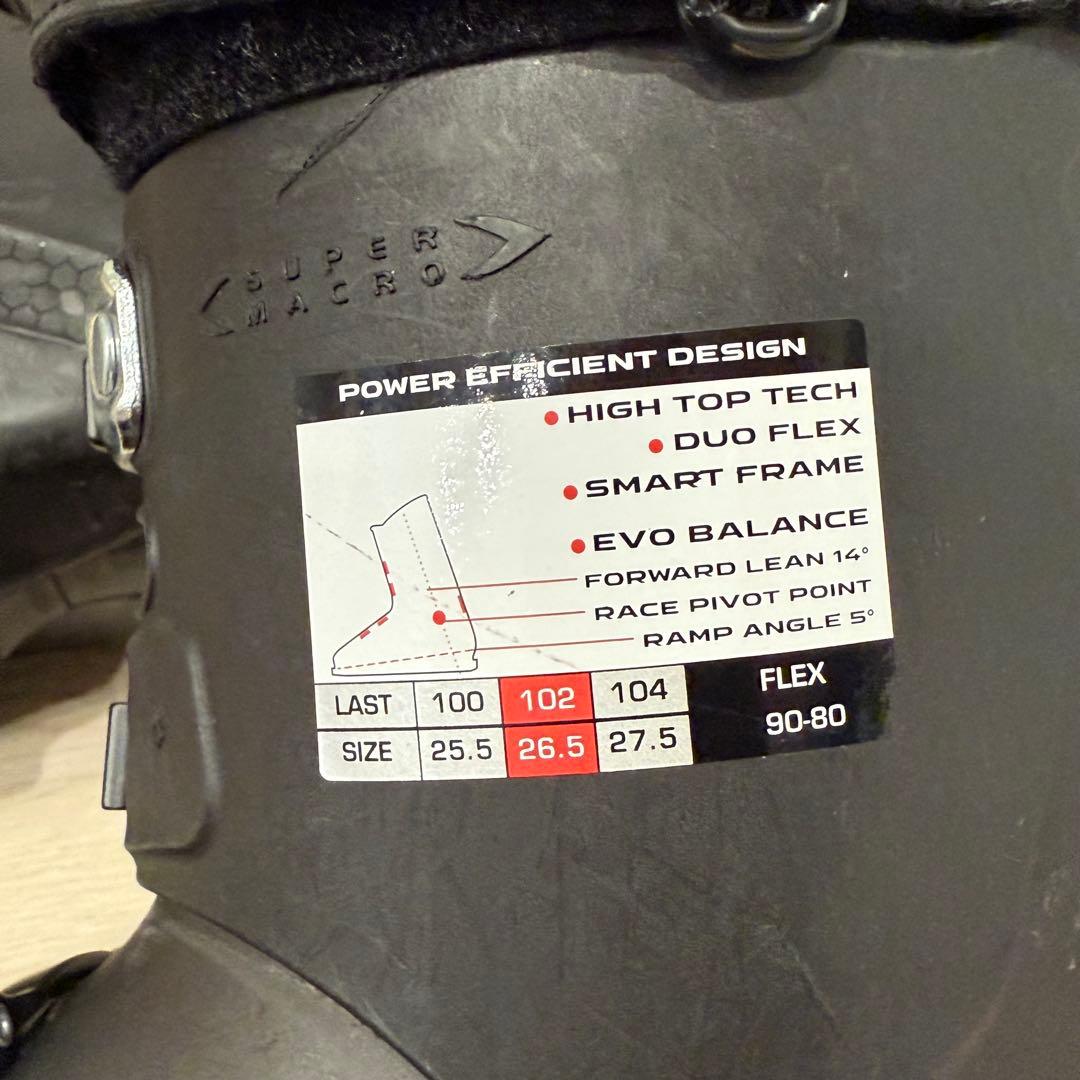 SUPER
MACRO
POWER EFFICIENT DESIGN
HIGH TOP TECH
DUO FLEX
SMART FRAME
EVO BALANCE
FORWARD LEAN 14°
RACE PIVOT POINT
RAMP ANGLE 5°
LAST 100 102 104
SIZE 25.5 26.5 27.5
FLEX
90-80